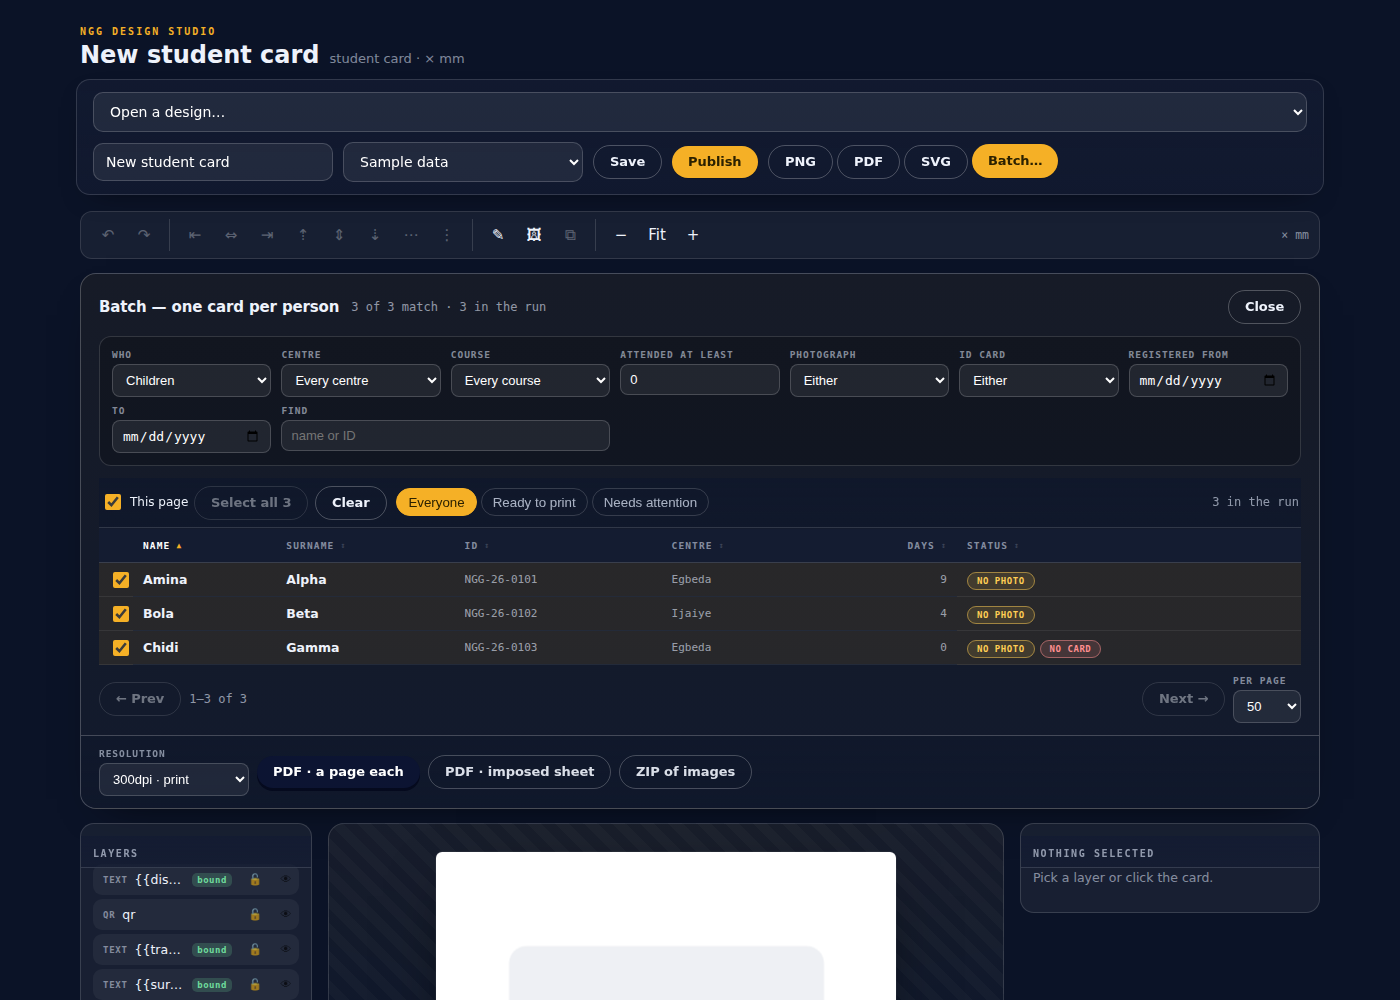 NGG DESIGN STUDIO
New student card student card · × mm
Open a design…
New student card Sample data Save Publish PNG PDF SVG Batch…
− Fit + × mm
Batch — one card per person 3 of 3 match · 3 in the run Close
WHO CENTRE COURSE ATTENDED AT LEAST PHOTOGRAPH ID CARD REGISTERED FROM
Children Every centre Every course 0 Either Either mm/dd/yyyy
TO FIND
mm/dd/yyyy name or ID
This page Select all 3 Clear Everyone Ready to print Needs attention 3 in the run
NAME ▲ SURNAME ID CENTRE DAYS STATUS
Amina Alpha NGG-26-0101 Egbeda 9 NO PHOTO
Bola Beta NGG-26-0102 Ijaiye 4 NO PHOTO
Chidi Gamma NGG-26-0103 Egbeda 0 NO PHOTO NO CARD
← Prev 1–3 of 3 Next → PER PAGE
50
RESOLUTION
300dpi · print PDF · a page each PDF · imposed sheet ZIP of images
LAYERS
TEXT {{dis… bound
QR qr
TEXT {{tra… bound
TEXT {{sur… bound
NOTHING SELECTED
Pick a layer or click the card.